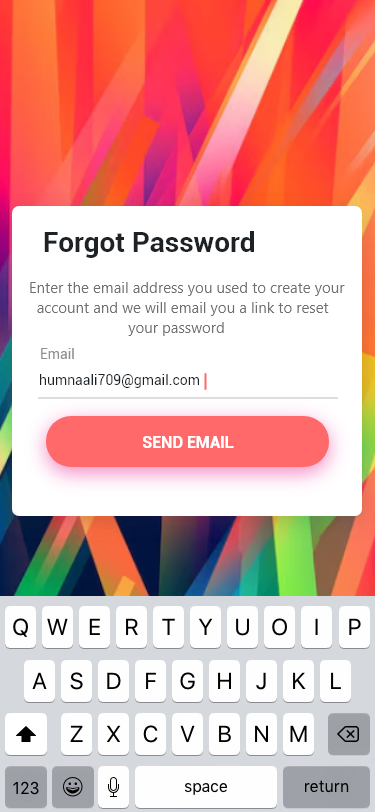 Forgot Password
Enter the email address you used to create your
account and we will email you a link to reset
your password
Email
humnaali709@gmail.com
SEND EMAIL
Q W E R T Y U O I P
A S D F G H J K L
Z X C V B N M
123 space return